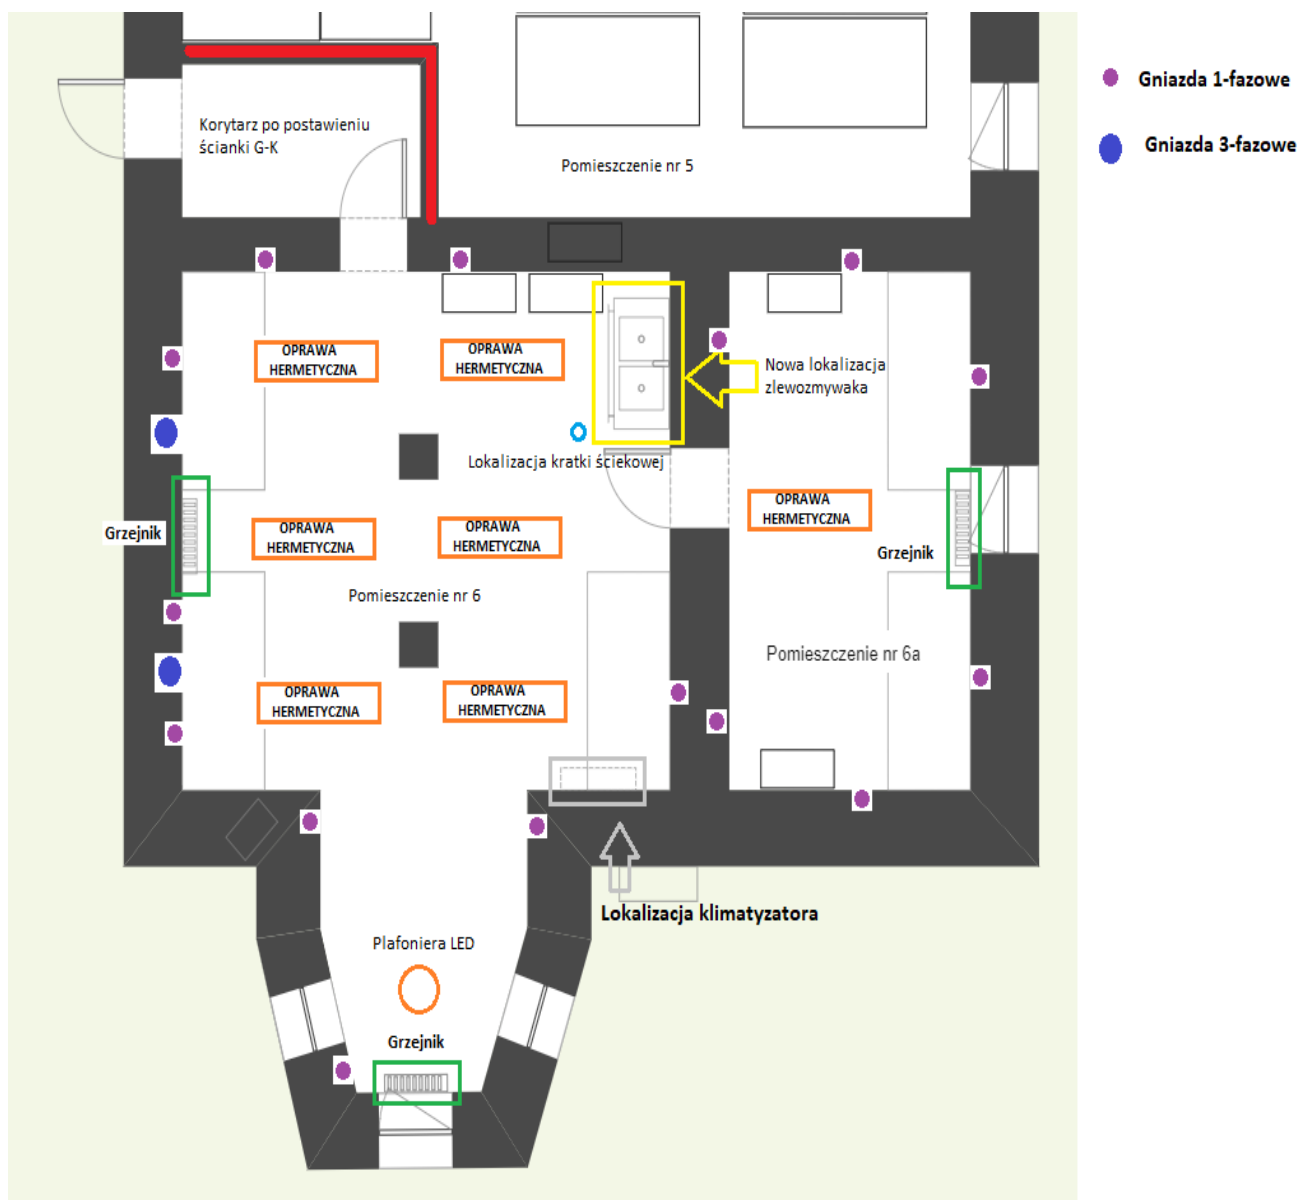 Gniazda 1-fazowe
Gniazda 3-fazowe
Korytarz po postawieniu
ścianki G-K
Pomieszczenie nr 5
OPRAWA
HERMETYCZNA
OPRAWA
HERMETYCZNA
Nowa lokalizacja
zlewozmywaka
Lokalizacja kratki ściekowej
OPRAWA
HERMETYCZNA
OPRAWA
HERMETYCZNA
OPRAWA
HERMETYCZNA
Grzejnik
Grzejnik
Pomieszczenie nr 6
Pomieszczenie nr 6a
OPRAWA
HERMETYCZNA
OPRAWA
HERMETYCZNA
Lokalizacja klimatyzatora
Plafoniera LED
Grzejnik